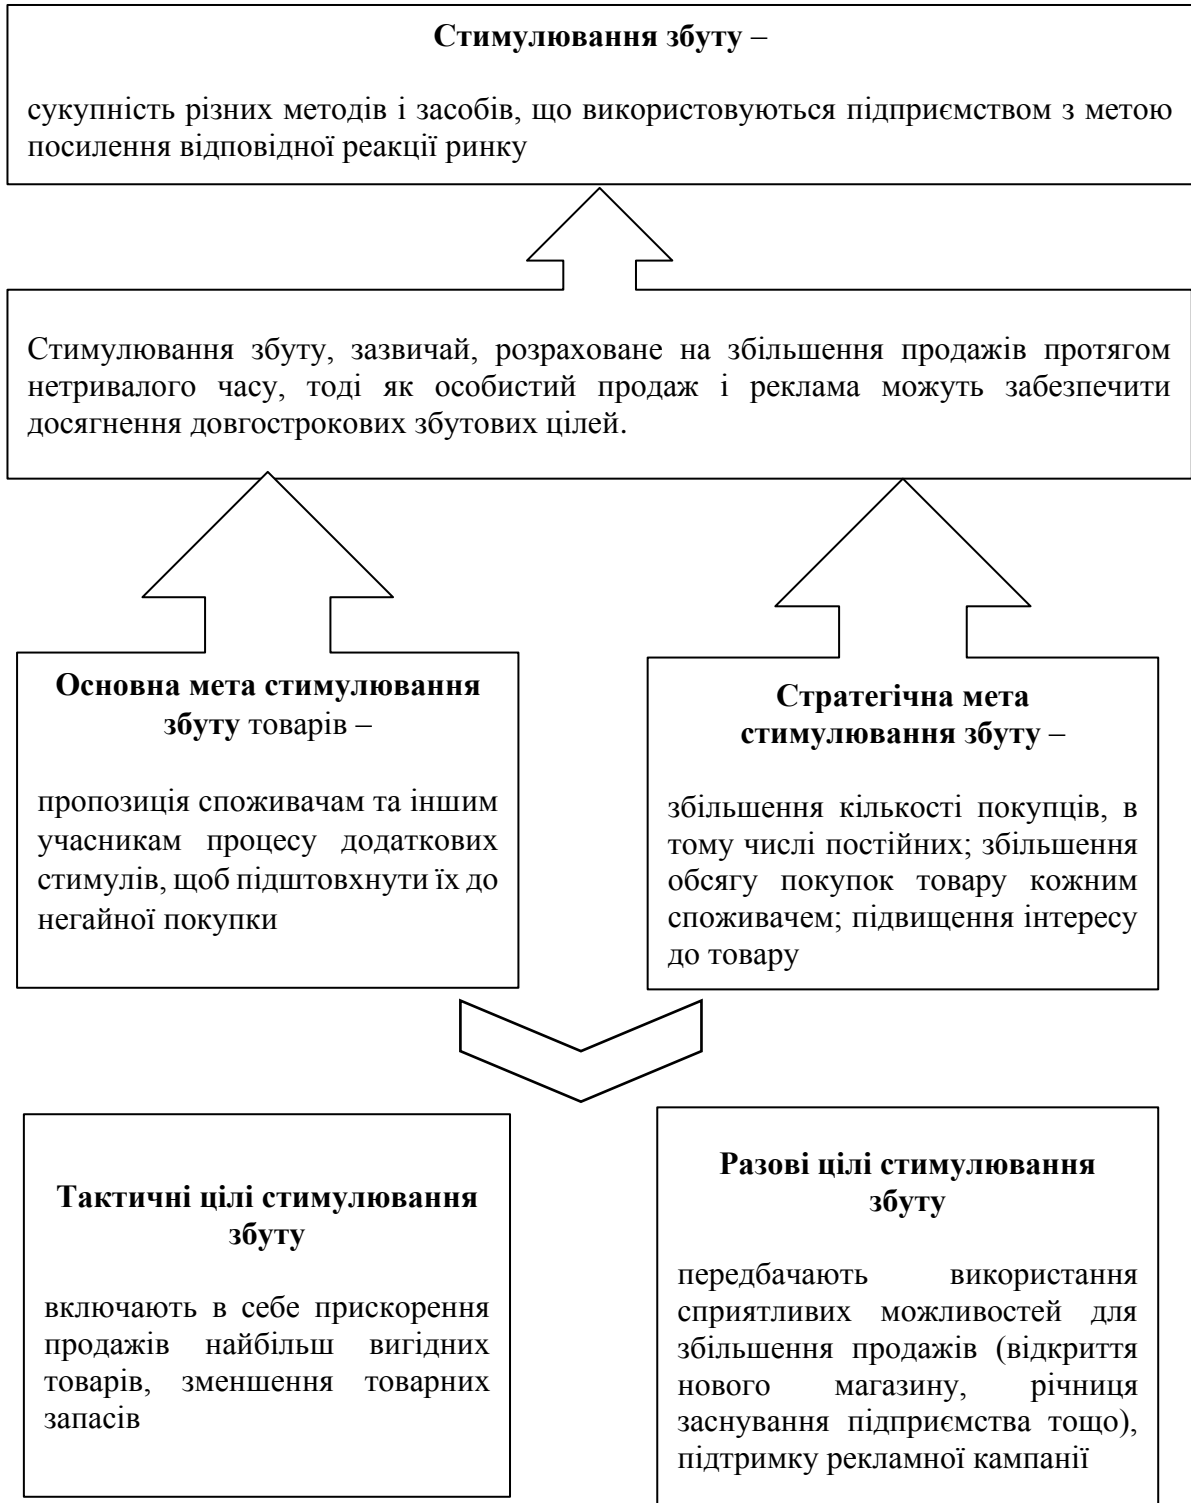 Стимулювання збуту –
сукупність різних методів і засобів, що використовуються підприємством з метою
посилення відповідної реакції ринку
Стимулювання збуту, зазвичай, розраховане на збільшення продажів протягом
нетривалого часу, тоді як особистий продаж і реклама можуть забезпечити
досягнення довгострокових збутових цілей.
Основна мета стимулювання
збуту товарів –
пропозиція споживачам та іншим
учасникам процесу додаткових
стимулів, щоб підштовхнути їх до
негайної покупки
Стратегічна мета
стимулювання збуту –
збільшення кількості покупців, в
тому числі постійних; збільшення
обсягу покупок товару кожним
споживачем; підвищення інтересу
до товару
Тактичні цілі стимулювання
збуту
включають в себе прискорення
продажів найбільш вигідних
товарів, зменшення товарних
запасів
Разові цілі стимулювання
збуту
передбачають використання
сприятливих можливостей для
збільшення продажів (відкриття
нового магазину, річниця
заснування підприємства тощо),
підтримку рекламної кампанії